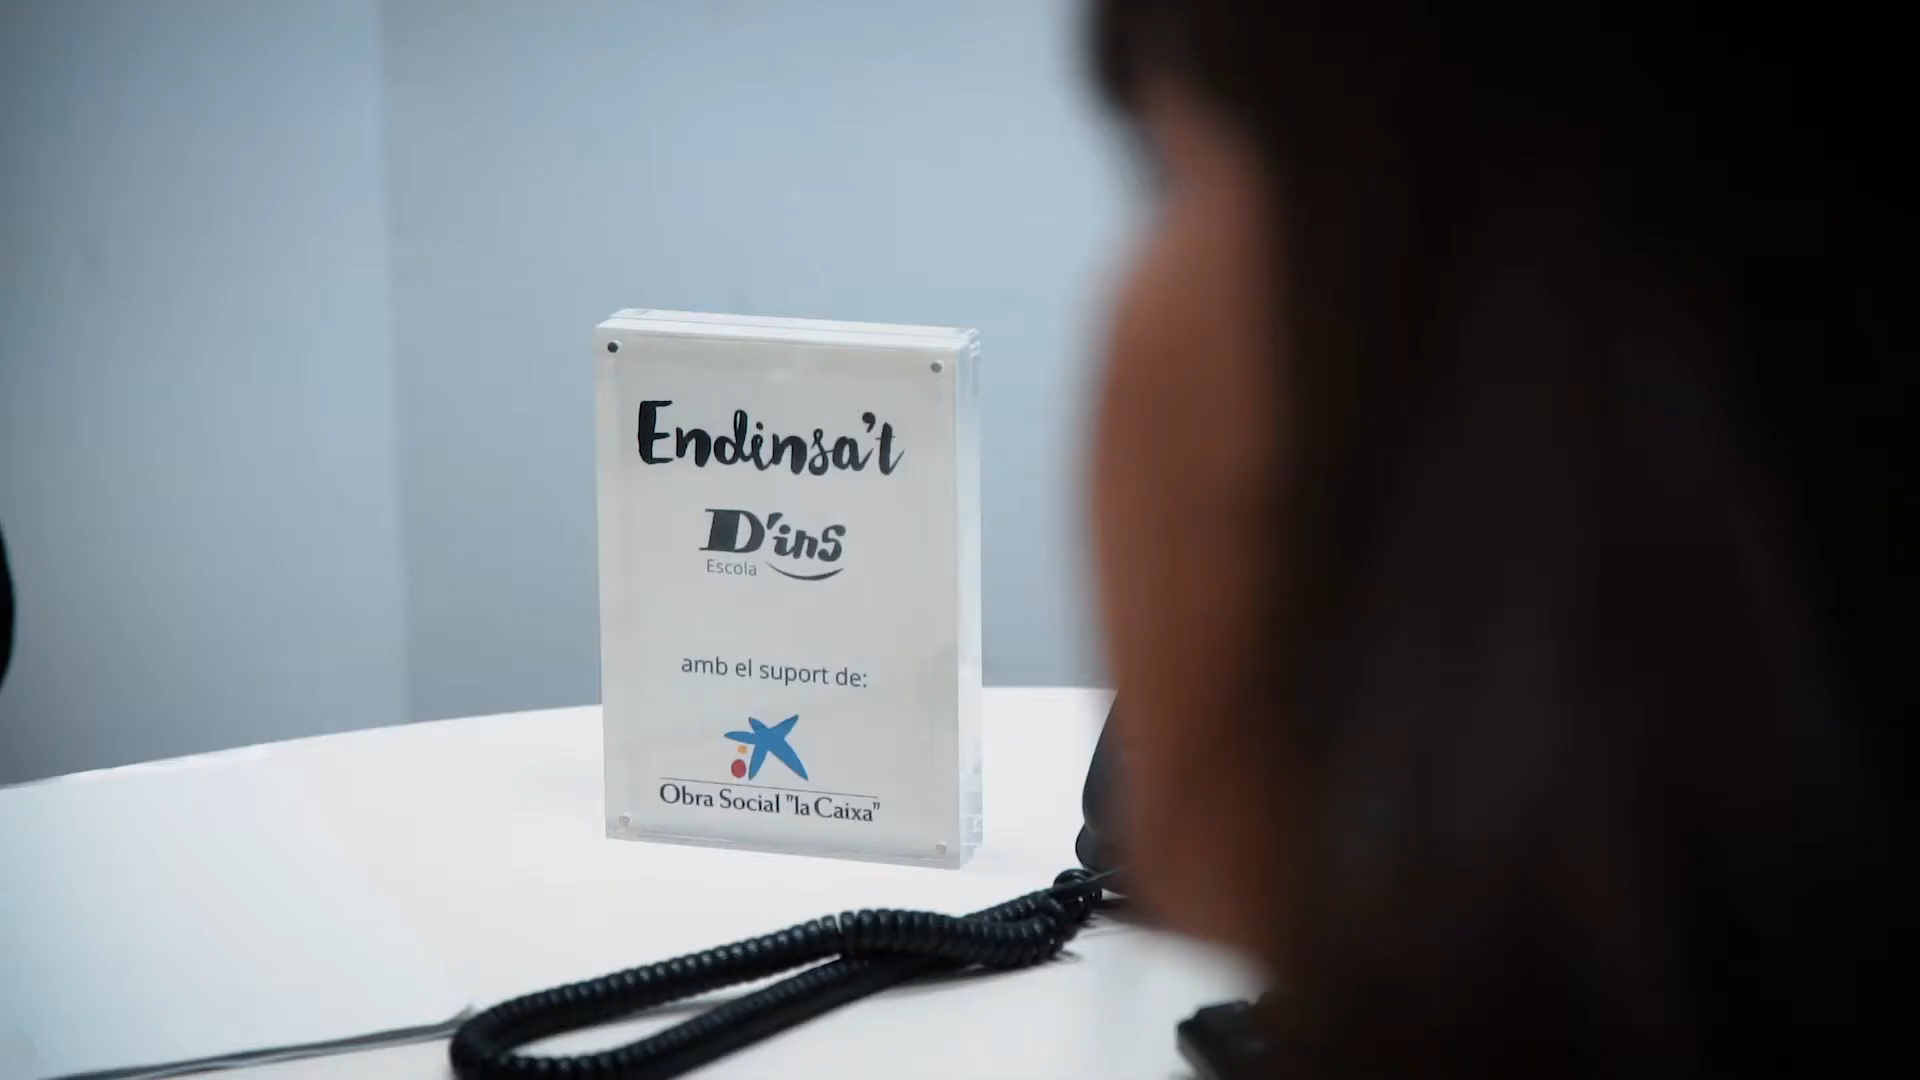 Endinsa't
D'ins
Escola
amb el suport de:
Obra Social "la Caixa"